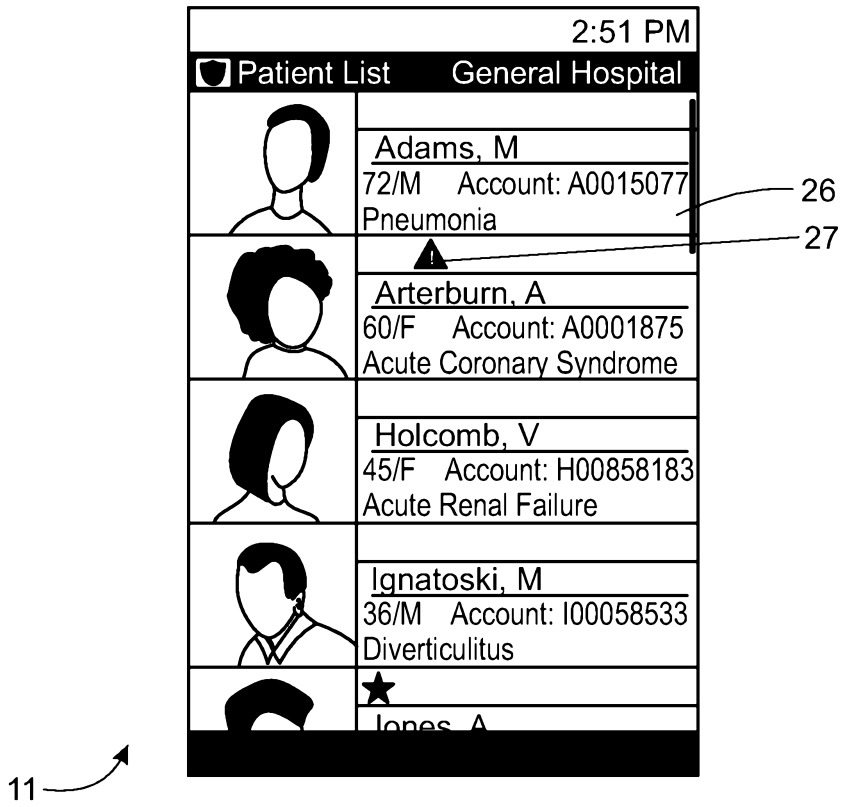 2:51 PM
Patient List General Hospital
Adams, M
72/M Account: A0015077
Pneumonia
26
27
Arterburn, A
60/F Account: A0001875
Acute Coronary Syndrome
Holcomb, V
45/F Account: H00858183
Acute Renal Failure
Ignatoski, M
36/M Account: I00058533
Diverticulitus
Jones, A
11